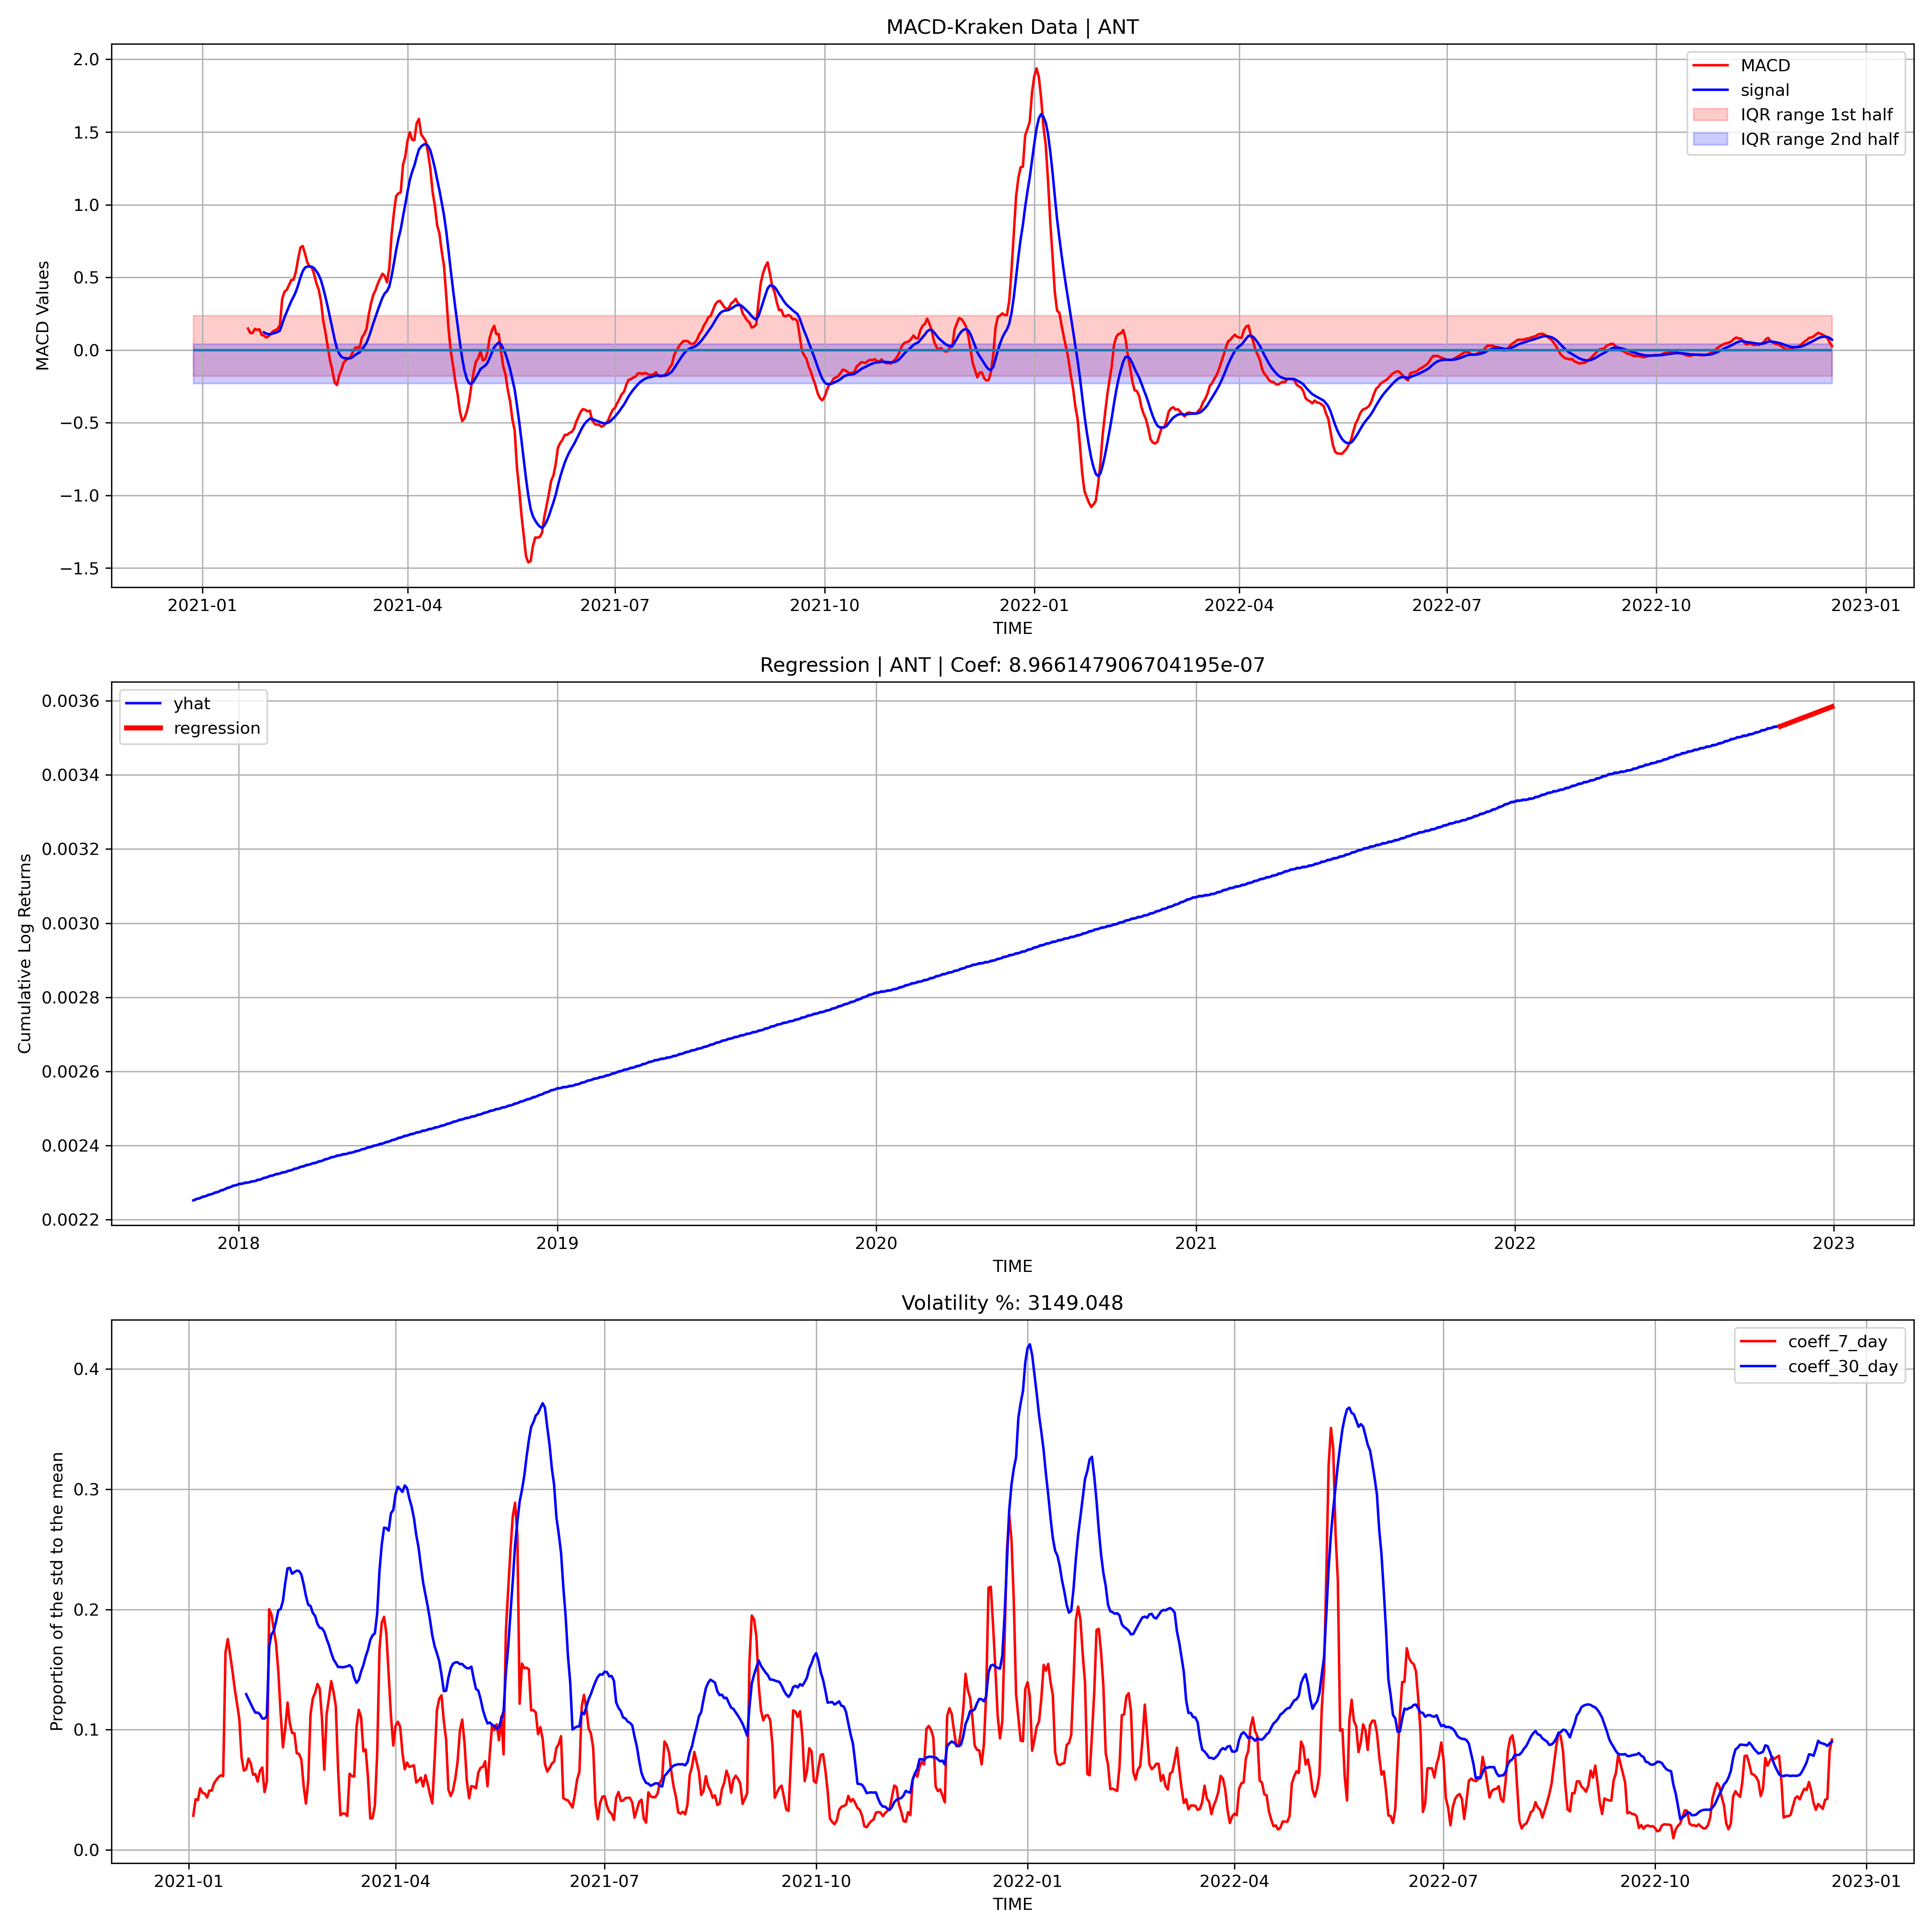 MACD-Kraken Data | ANT
MACD Values
2.0
1.5
1.0
0.5
0.0
−0.5
−1.0
−1.5
MACD
signal
IQR range 1st half
IQR range 2nd half
2021-01 2021-04 2021-07 2021-10 2022-01 2022-04 2022-07 2022-10 2023-01
TIME
Regression | ANT | Coef: 8.966147906704195e-07
Cumulative Log Returns
0.0036
0.0034
0.0032
0.0030
0.0028
0.0026
0.0024
0.0022
yhat
regression
2018 2019 2020 2021 2022 2023
TIME
Volatility %: 3149.048
Proportion of the std to the mean
0.4
0.3
0.2
0.1
0.0
coeff_7_day
coeff_30_day
2021-01 2021-04 2021-07 2021-10 2022-01 2022-04 2022-07 2022-10 2023-01
TIME